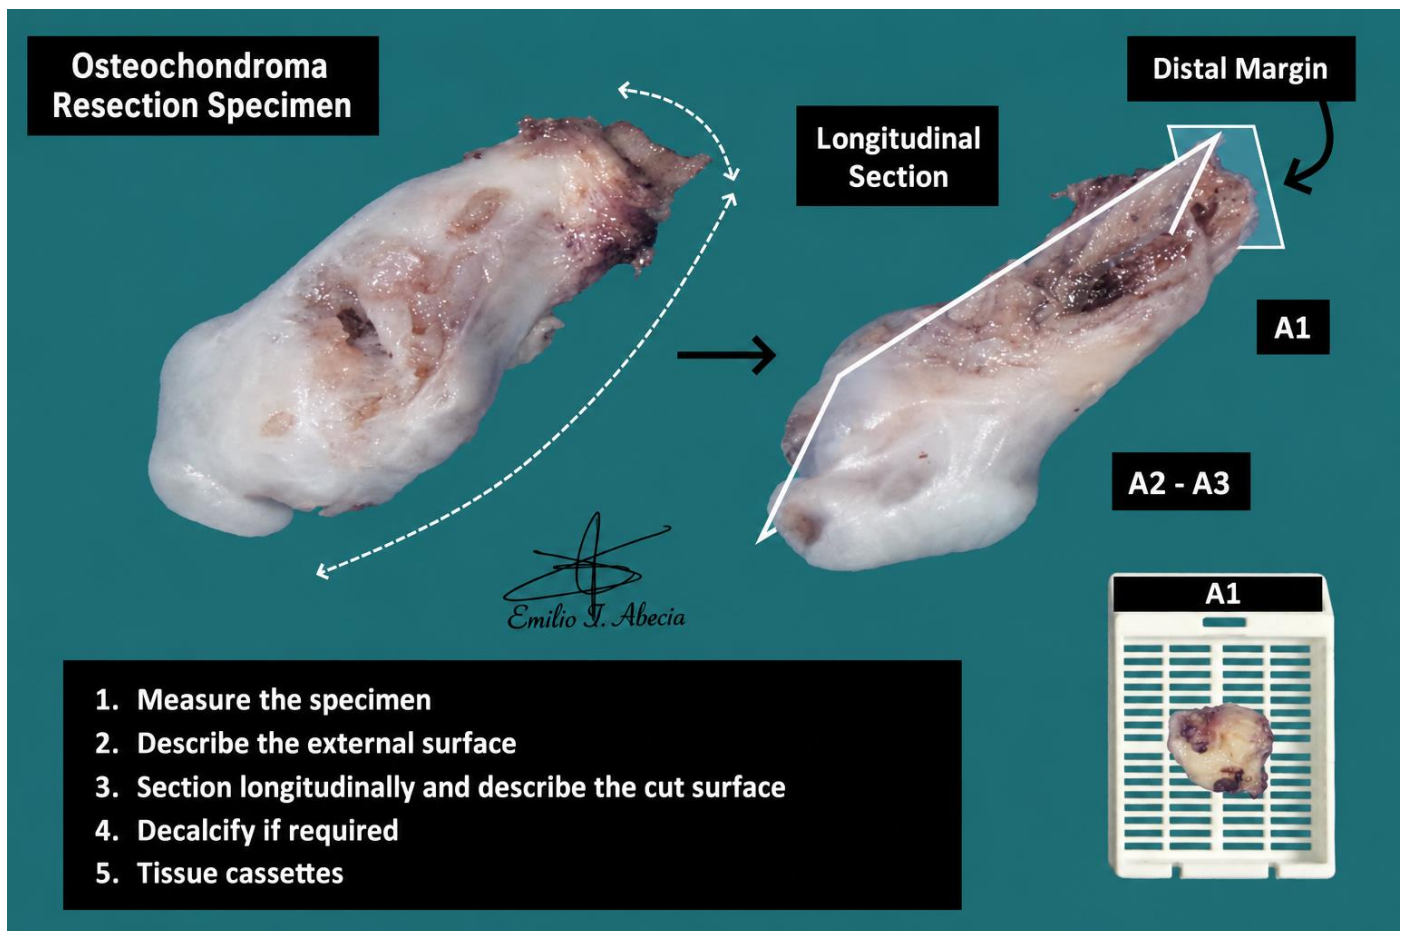 Osteochondroma
Resection Specimen
Distal Margin
Longitudinal
Section
A1
A2 - A3
A1
Emilio J. Abecia
1. Measure the specimen
2. Describe the external surface
3. Section longitudinally and describe the cut surface
4. Decalcify if required
5. Tissue cassettes